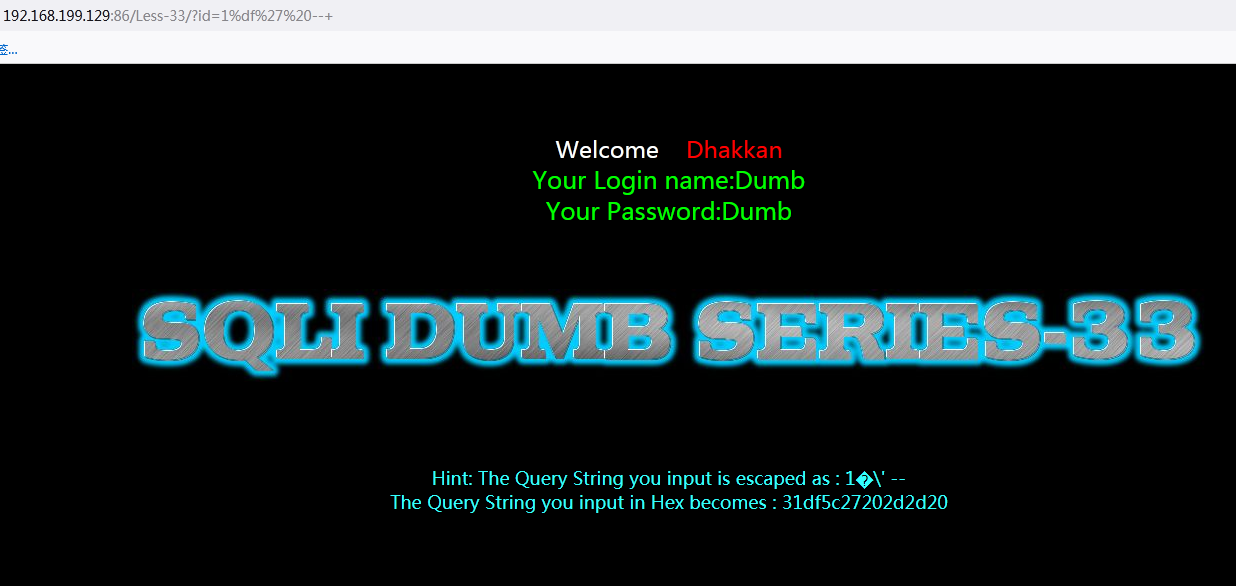 192.168.199.129:86/Less-33/?id=1%df%27%20--+
签...
Welcome Dhakkan
Your Login name:Dumb
Your Password:Dumb
SQLI DUMB SERIES-33
Hint: The Query String you input is escaped as : 1�\' --
The Query String you input in Hex becomes : 31df5c27202d2d20